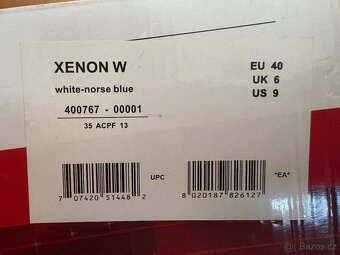 XENON W
white-norse blue
400767 - 00001
35 ACPF 13
EU 40
UK 6
US 9
UPC
"EA"
7 07420 51448 2
8 020187 826127
Bazoš.cz